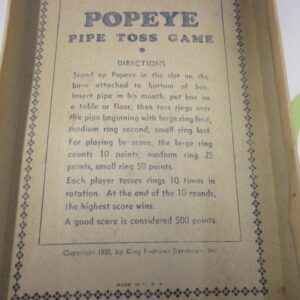 POPEYE
PIPE TOSS GAME
DIRECTIONS
Stand up Popeye in the slot on the
base attached to bottom of box.
Insert pipe in his mouth, put box on
a table or floor, then toss rings over
the pipe beginning with large ring first,
medium ring second, small ring last.
For playing by score, the large ring
counts 10 points, medium ring 25
points, small ring 50 points.
Each player tosses rings 10 times in
rotation. At the end of the 10 rounds,
the highest score wins.
A good score is considered 500 points.
Copyright 1935, by King Features Syndicate, Inc.
MADE IN U.S.A.